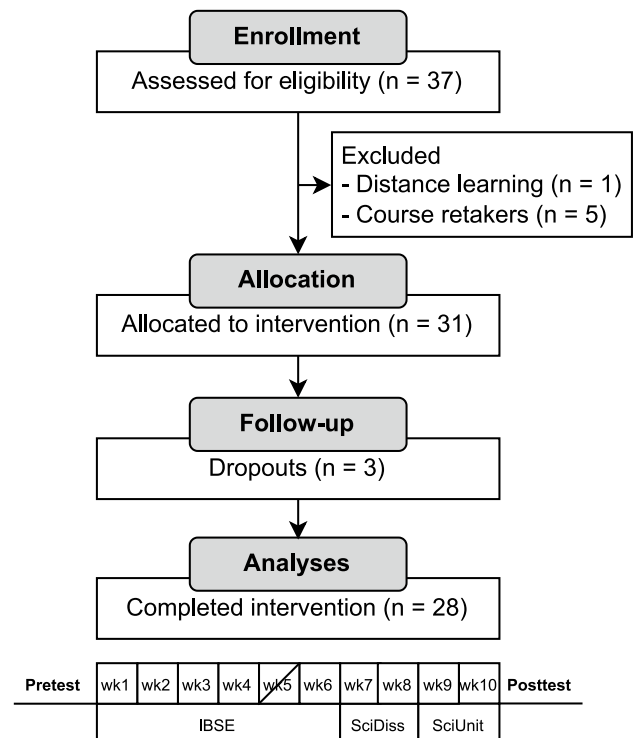 Enrollment
Assessed for eligibility (n = 37)
Excluded
- Distance learning (n = 1)
- Course retakers (n = 5)
Allocation
Allocated to intervention (n = 31)
Follow-up
Dropouts (n = 3)
Analyses
Completed intervention (n = 28)
Pretest wk1 wk2 wk3 wk4 wk5 wk6 wk7 wk8 wk9 wk10 Posttest
IBSE SciDiss SciUnit